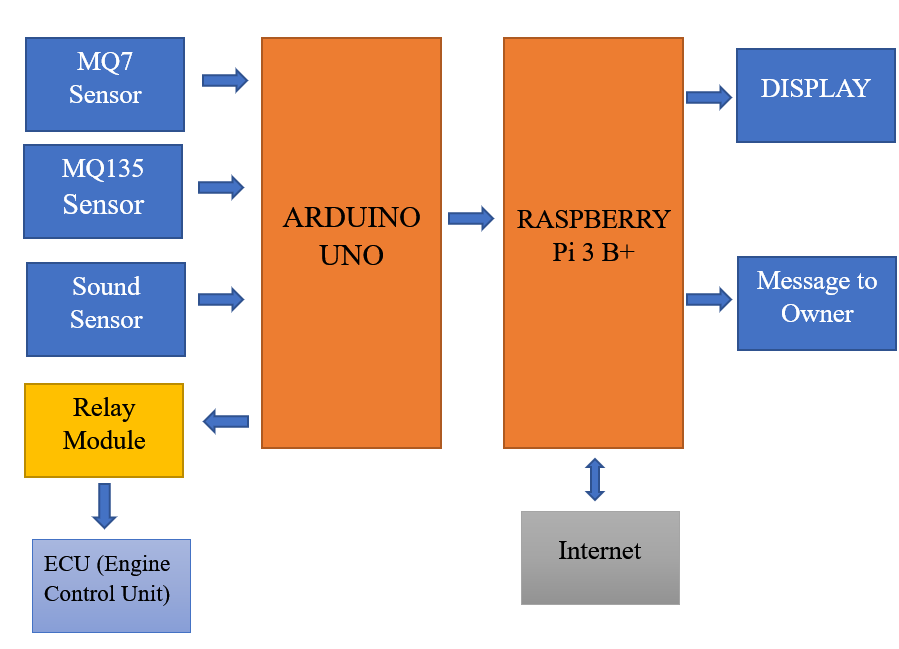 MQ7
Sensor
MQ135
Sensor
Sound
Sensor
Relay
Module
ECU (Engine
Control Unit)
ARDUINO
UNO
RASPBERRY
Pi 3 B+
Internet
DISPLAY
Message to
Owner